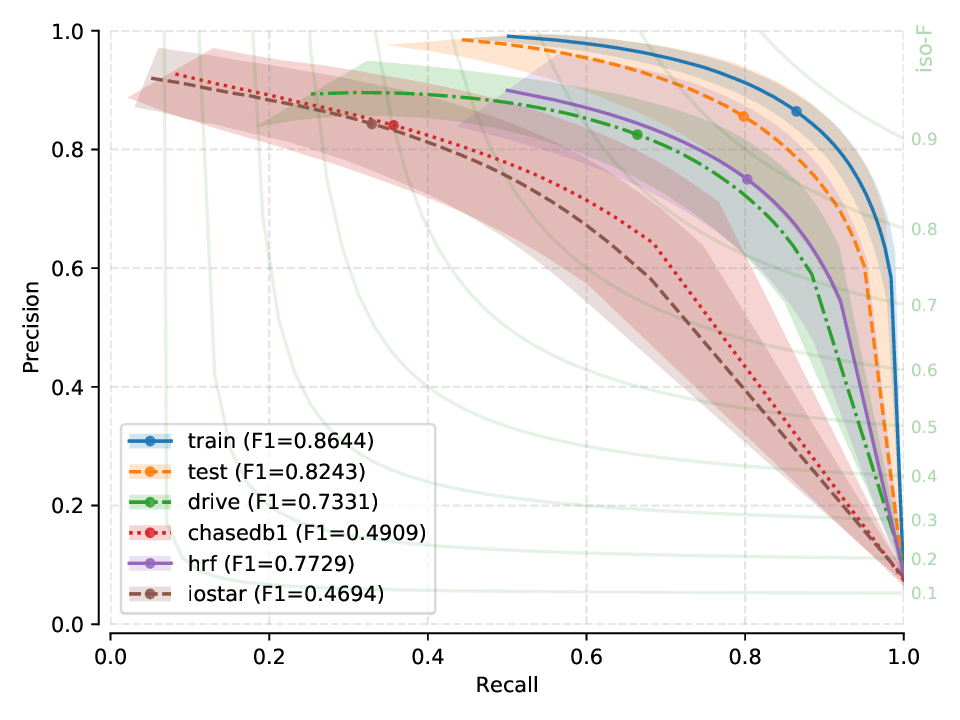 iso-F
1.0
0.8
0.6
0.4
0.2
0.0
Precision
0.9
0.8
0.7
0.6
0.5
0.4
0.3
0.2
0.1
train (F1=0.8644)
test (F1=0.8243)
drive (F1=0.7331)
chasedb1 (F1=0.4909)
hrf (F1=0.7729)
iostar (F1=0.4694)
0.0 0.2 0.4 0.6 0.8 1.0
Recall